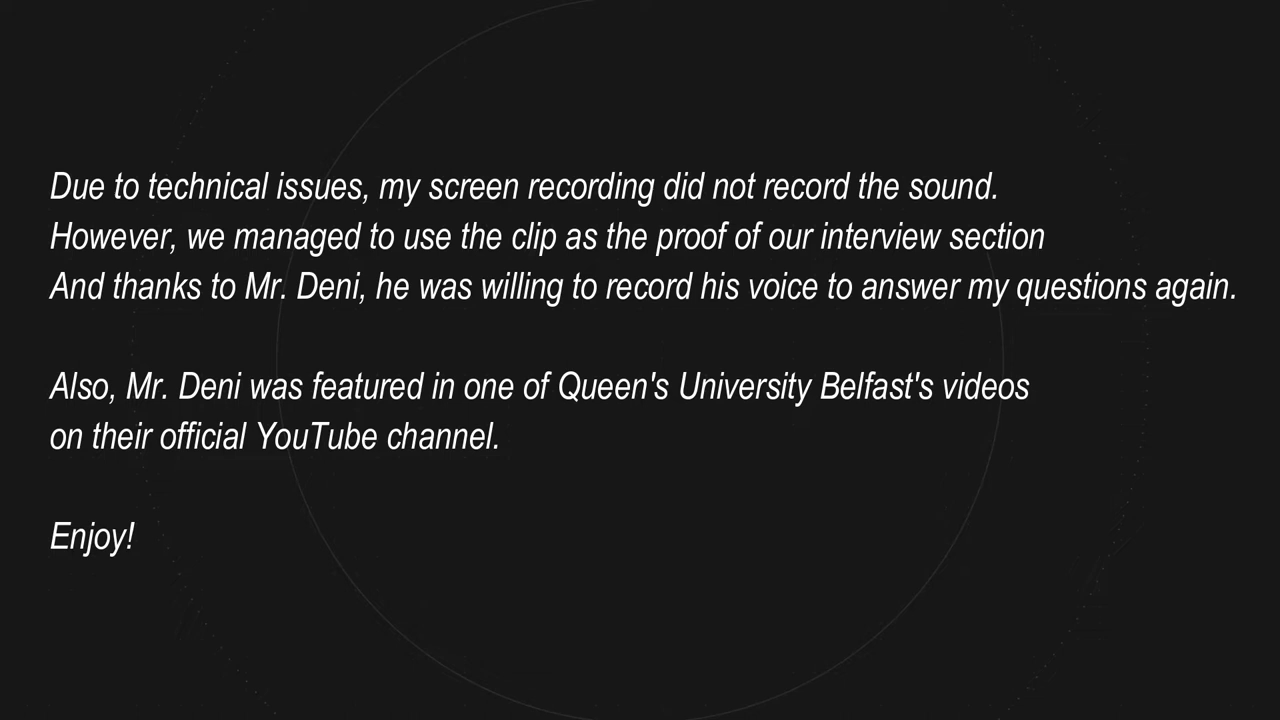 Due to technical issues, my screen recording did not record the sound.
However, we managed to use the clip as the proof of our interview section
And thanks to Mr. Deni, he was willing to record his voice to answer my questions again.
Also, Mr. Deni was featured in one of Queen's University Belfast's videos
on their official YouTube channel.
Enjoy!